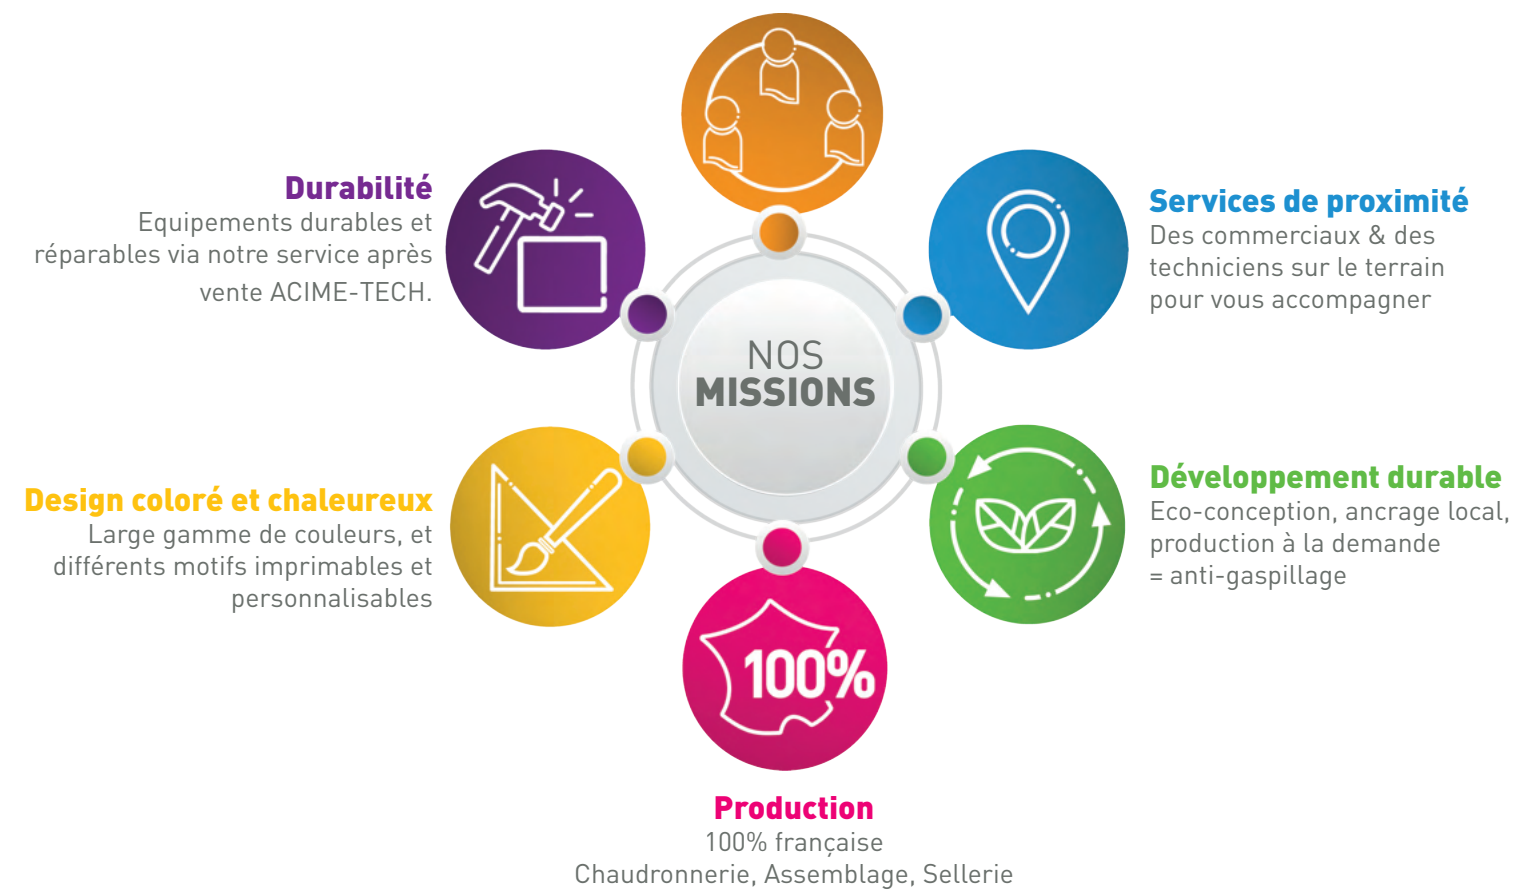 Durabilité
Equipements durables et
réparables via notre service après
vente ACIME-TECH.
Services de proximité
Des commerciaux & des
techniciens sur le terrain
pour vous accompagner
NOS
MISSIONS
Design coloré et chaleureux
Large gamme de couleurs, et
différents motifs imprimables et
personnalisables
Développement durable
Eco-conception, ancrage local,
production à la demande
= anti-gaspillage
100%
Production
100% française
Chaudronnerie, Assemblage, Sellerie